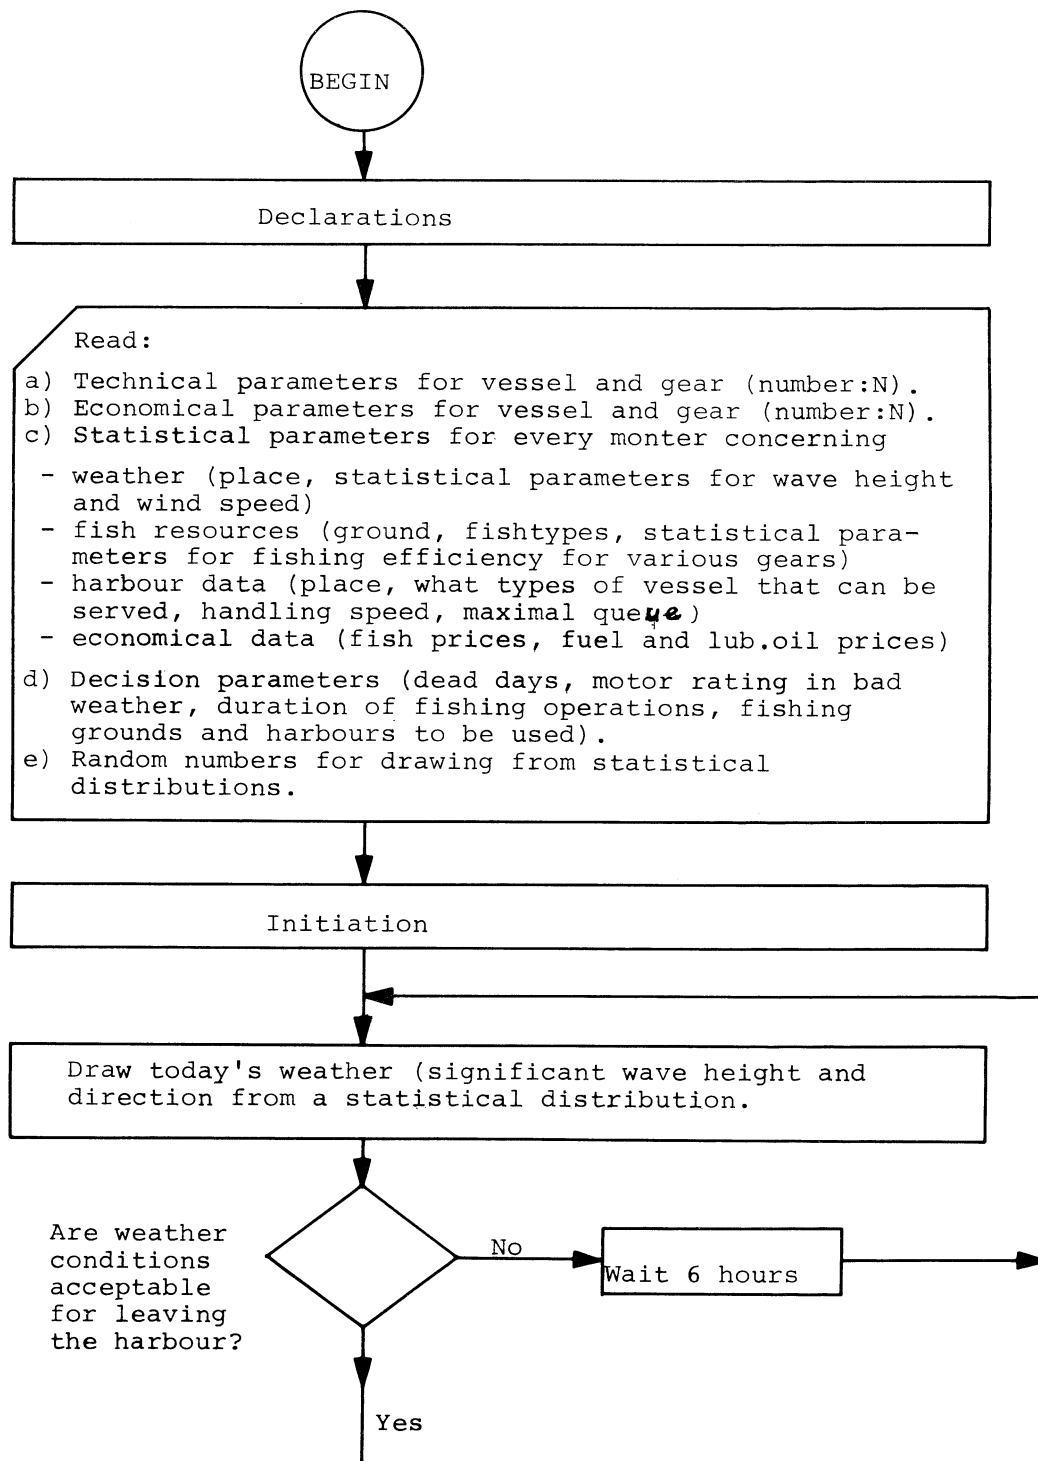 BEGIN
Declarations
Read:
a) Technical parameters for vessel and gear (number:N).
b) Economical parameters for vessel and gear (number:N).
c) Statistical parameters for every monter concerning
- weather (place, statistical parameters for wave height
and wind speed)
- fish resources (ground, fishtypes, statistical para-
meters for fishing efficiency for various gears)
- harbour data (place, what types of vessel that can be
served, handling speed, maximal queue)
- economical data (fish prices, fuel and lub.oil prices)
d) Decision parameters (dead days, motor rating in bad
weather, duration of fishing operations, fishing
grounds and harbours to be used).
e) Random numbers for drawing from statistical
distributions.
Initiation
Draw today's weather (significant wave height and
direction from a statistical distribution.
Are weather
conditions
acceptable
for leaving
the harbour?
No
Wait 6 hours
Yes